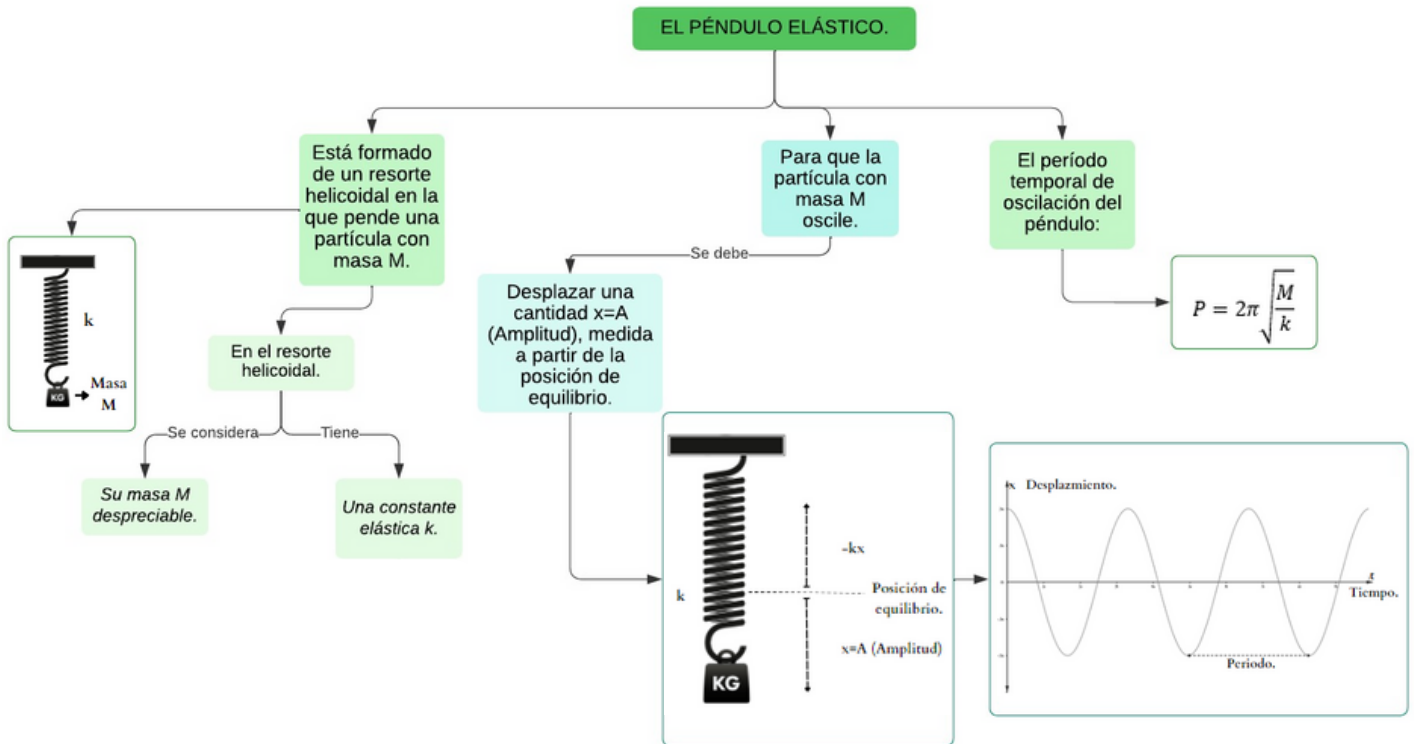 EL PÉNDULO ELÁSTICO.
Está formado
de un resorte
helicoidal en la
que pende una
partícula con
masa M.
k
KG
Masa
M
En el resorte
helicoidal.
Se considera
Tiene
Su masa M
despreciable.
Una constante
elástica k.
Para que la
partícula con
masa M
oscile.
Se debe
Desplazar una
cantidad x=A
(Amplitud), medida
a partir de la
posición de
equilibrio.
k
-kx
Posición de
equilibrio.
x=A (Amplitud)
KG
x Desplazmiento.
t
Tiempo.
Periodo.
El período
temporal de
oscilación del
péndulo:
P = 2π √(M/k)